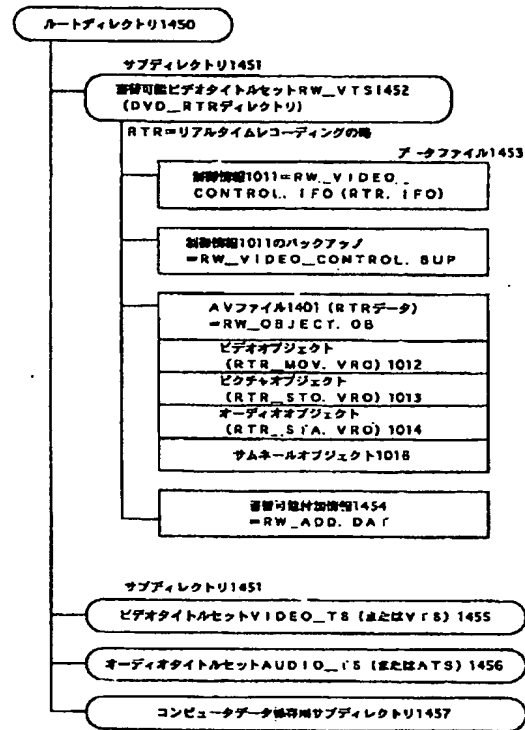 ルートディレクトリ1450
サブディレクトリ1451
書替可能ビデオタイトルセットRW__VTS1452
(DVD__RTRディレクトリ)
RTR=リアルタイムレコーディングの略
データファイル1453
制御情報1011=RW__VIDEO__
CONTROL. IFO (RTR. IFO)
制御情報1011のバックアップ
=RW__VIDEO__CONTROL. BUP
AVファイル1401 (RTRデータ)
=RW__OBJECT. OB
ビデオオブジェクト
(RTR__MOV. VRO) 1012
ピクチャオブジェクト
(RTR__STO. VRO) 1013
オーディオオブジェクト
(RTR__STA. VRO) 1014
サムネールオブジェクト1016
書替可能付加情報1454
=RW__ADD. DAT
サブディレクトリ1451
ビデオタイトルセットVIDEO__TS (またはVTS) 1455
オーディオタイトルセットAUDIO__TS (またはATS) 1456
コンピュータデータ保存用サブディレクトリ1457